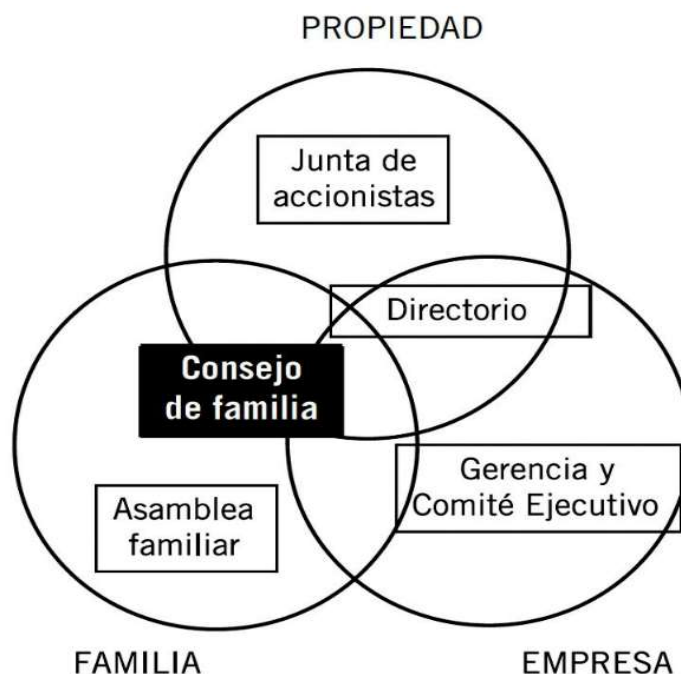 PROPIEDAD
Junta de
accionistas
Directorio
Consejo
de familia
Gerencia y
Comité Ejecutivo
Asamblea
familiar
FAMILIA
EMPRESA